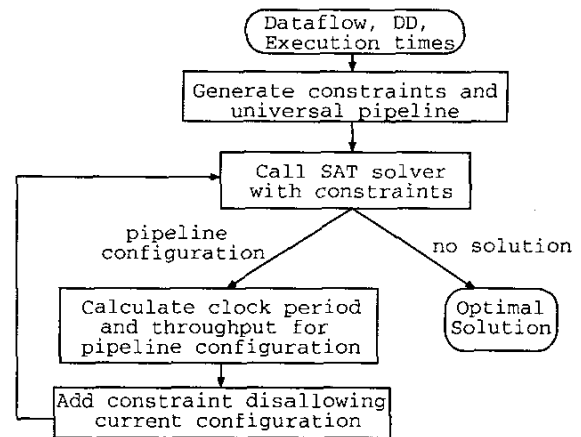 Dataflow, DD,
Execution times
Generate constraints and
universal pipeline
Call SAT solver
with constraints
pipeline
configuration
no solution
Calculate clock period
and throughput for
pipeline configuration
Optimal
Solution
Add constraint disallowing
current configuration